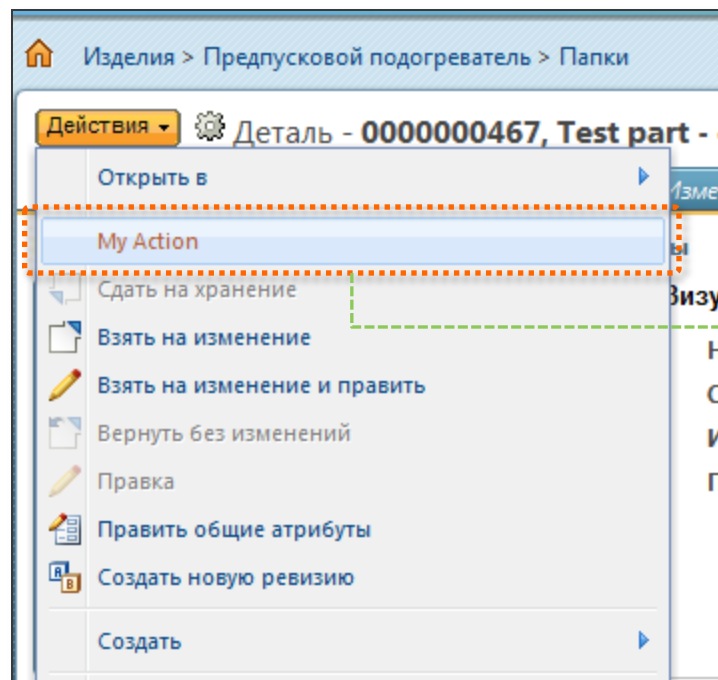 Изделия > Предпусковой подогреватель > Папки
Действия Деталь - 0000000467, Test part -
Открыть в
My Action
Сдать на хранение
Взять на изменение
Взять на изменение и править
Вернуть без изменений
Правка
Править общие атрибуты
Создать новую ревизию
Создать